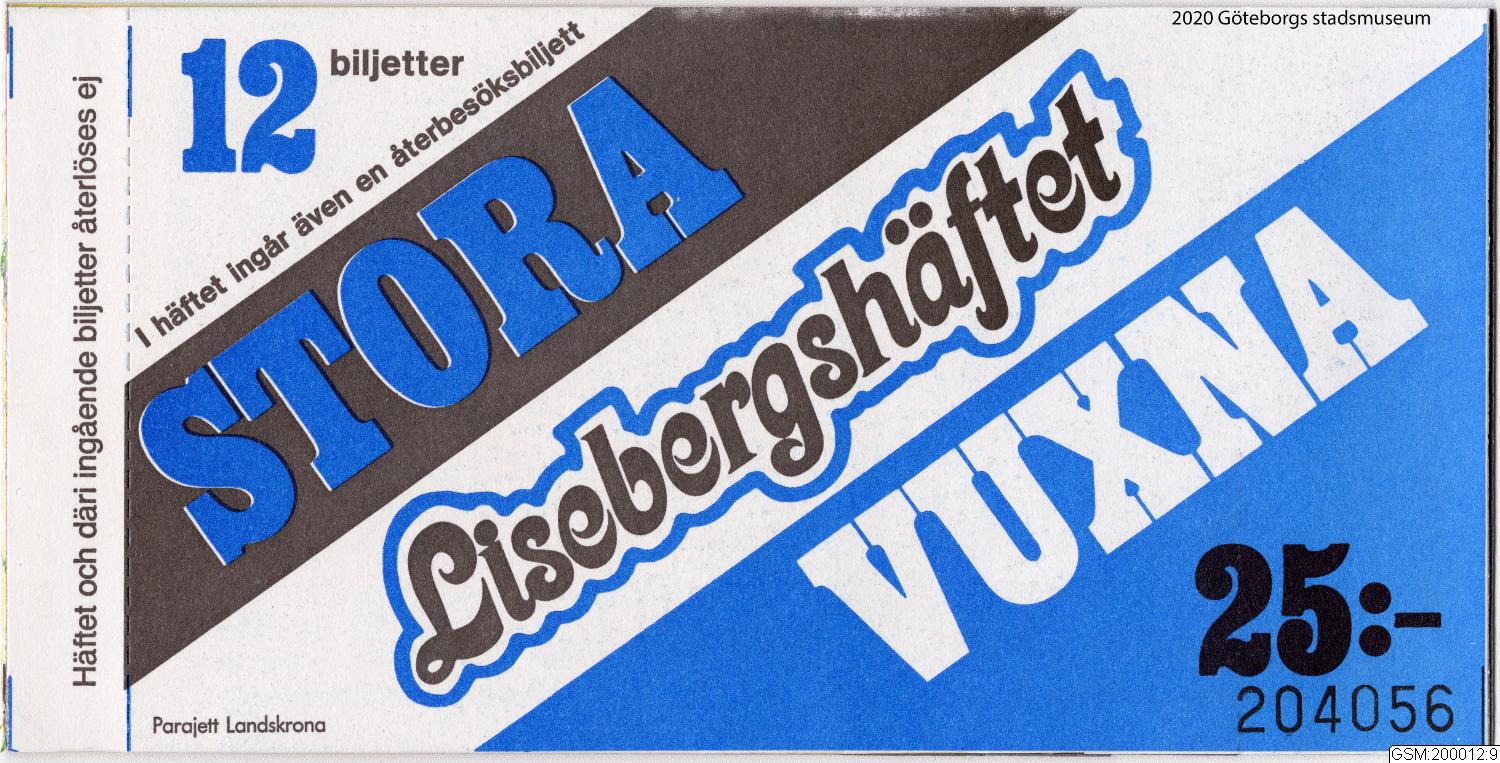 2020 Göteborgs stadsmuseum
Häftet och däri ingående biljetter återlöses ej
12 biljetter
I häftet ingår även en återbesöksbiljett
STORA
Lisebergshäftet
VUXNA
25:-
204056
Parajett Landskrona
GSM:200012:9